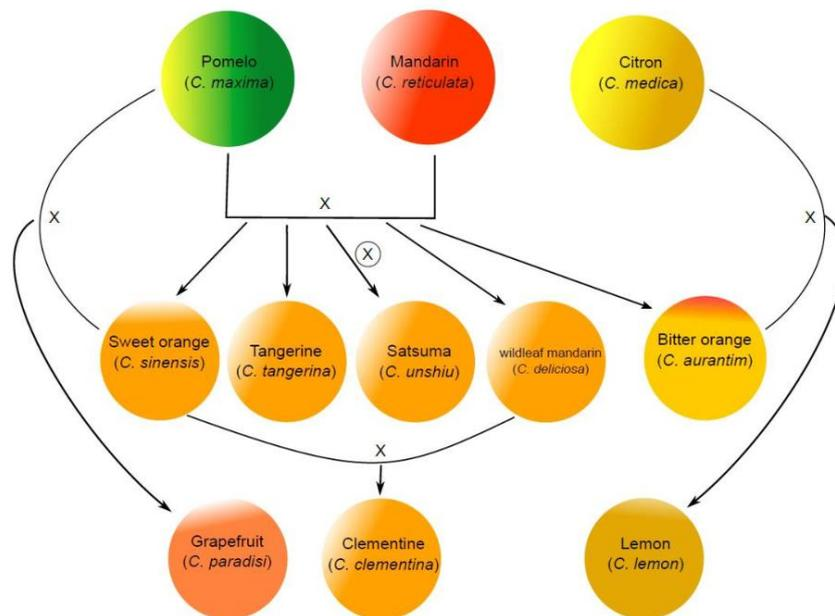 Pomelo
(C. maxima)
Mandarin
(C. reticulata)
Citron
(C. medica)
X
X
X
X
Sweet orange
(C. sinensis)
Tangerine
(C. tangerina)
Satsuma
(C. unshiu)
wildleaf mandarin
(C. deliciosa)
Bitter orange
(C. aurantim)
X
Grapefruit
(C. paradisi)
Clementine
(C. clementina)
Lemon
(C. lemon)